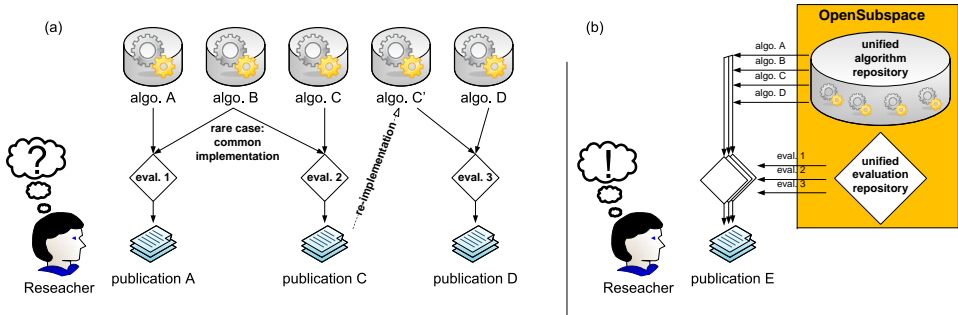 (a)
algo. A
algo. B
algo. C
algo. C'
algo. D
rare case:
common
implementation
re-implementation
?
eval. 1
eval. 2
eval. 3
Reseacher
publication A
publication C
publication D
(b)
OpenSubspace
unified
algorithm
repository
algo. A
algo. B
algo. C
algo. D
!
eval. 1
eval. 2
eval. 3
unified
evaluation
repository
Reseacher
publication E